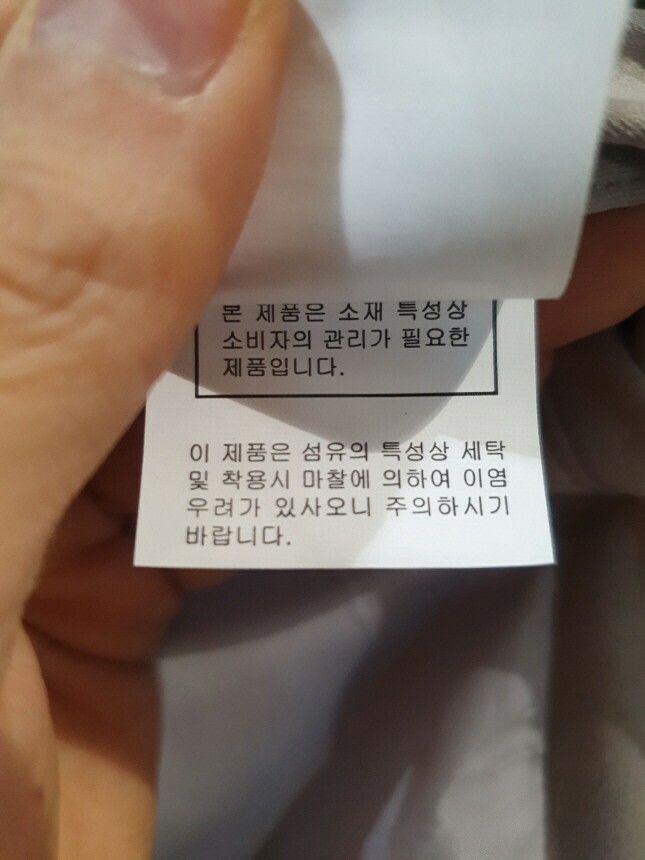 본 제품은 소재 특성상
소비자의 관리가 필요한
제품입니다.
이 제품은 섬유의 특성상 세탁
및 착용시 마찰에 의하여 이염
우려가 있사오니 주의하시기
바랍니다.